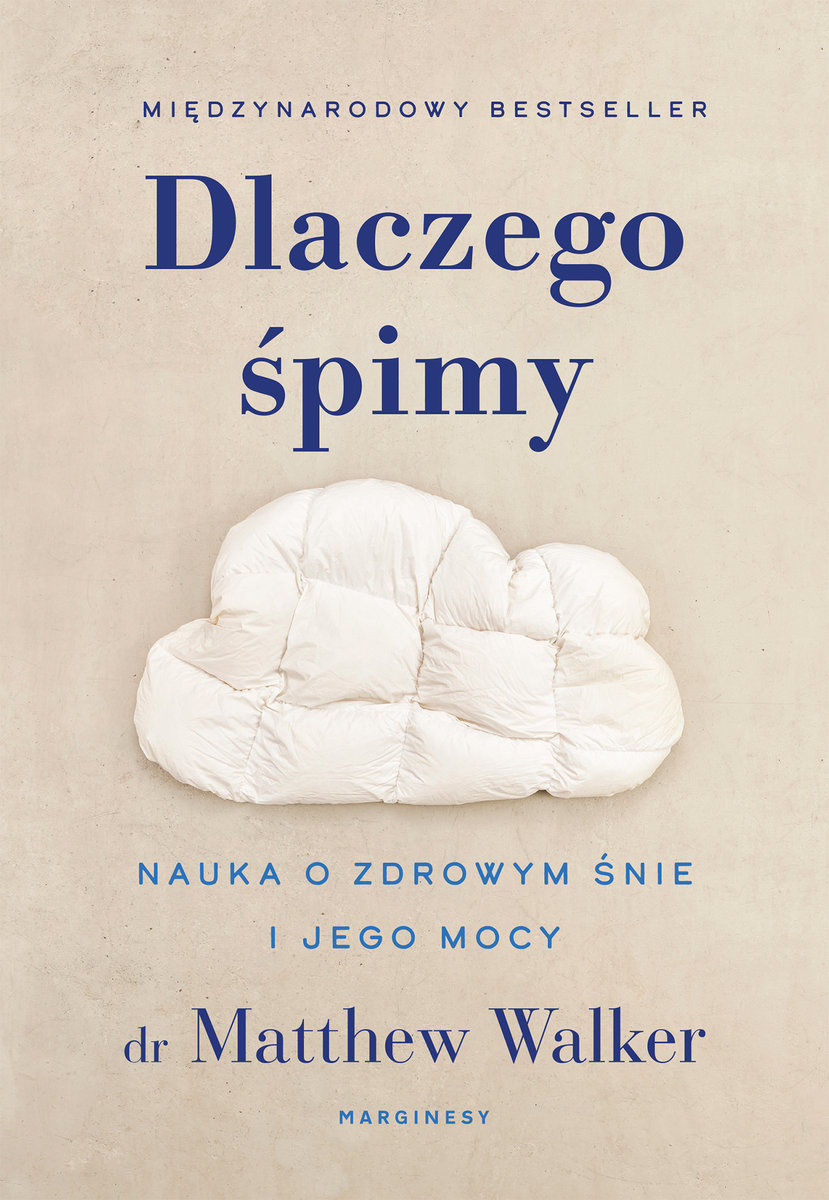 MIĘDZYNARODOWY BESTSELLER
Dlaczego
śpimy
NAUKA O ZDROWYM ŚNIE
I JEGO MOCY
dr Matthew Walker
MARGINESY